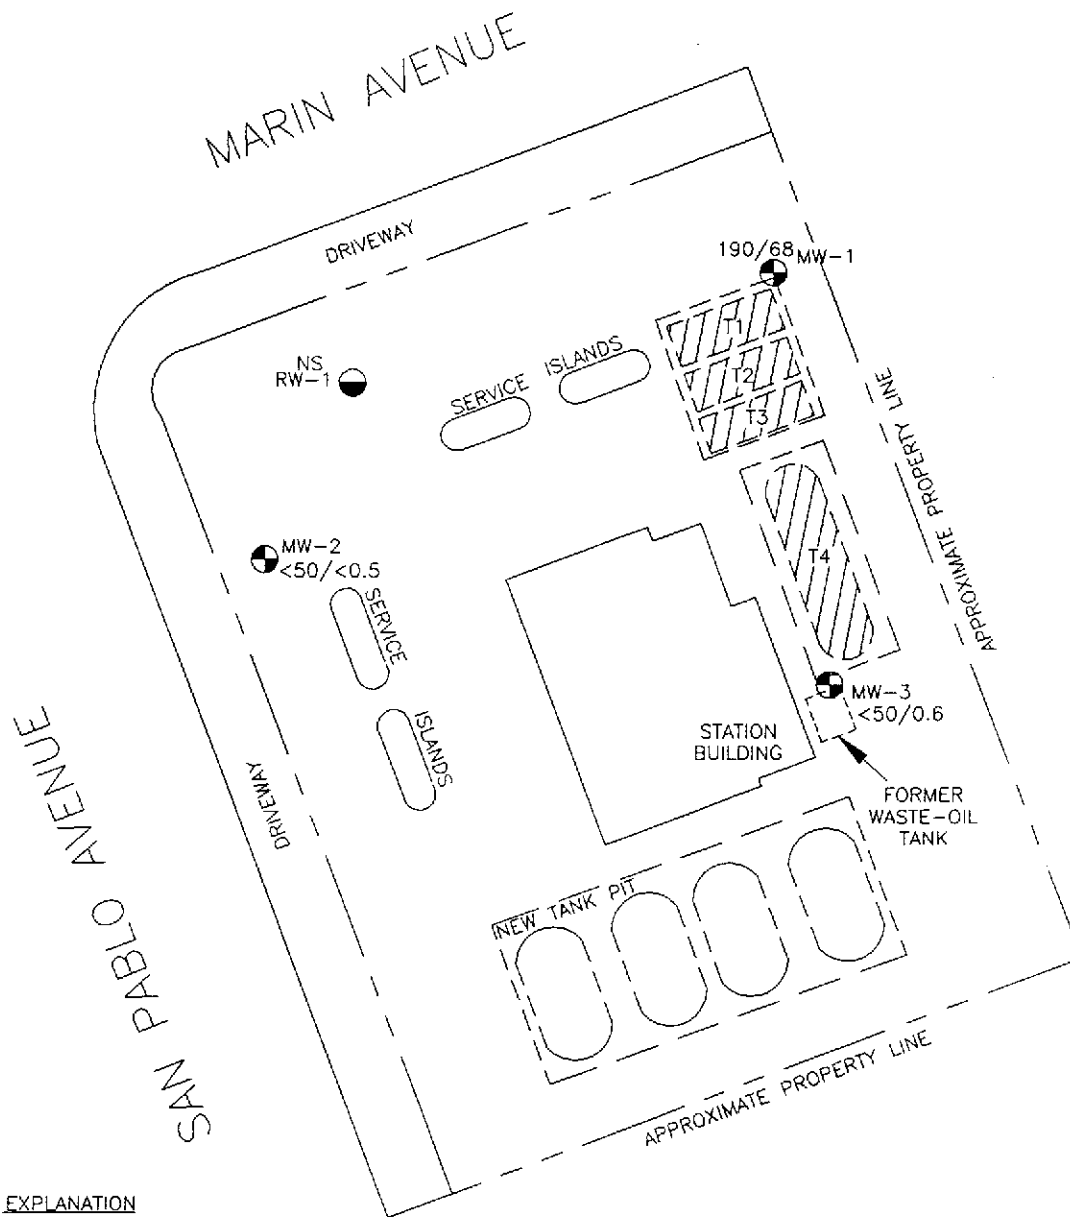 MARIN AVENUE
DRIVEWAY
190/68 MW-1
T1
NS
RW-1
SERVICE ISLANDS
T2
T3
APPROXIMATE PROPERTY LINE
MW-2
<50/<0.5
T4
SERVICE
ISLANDS
MW-3
<50/0.6
STATION
BUILDING
SAN PABLO AVENUE
DRIVEWAY
FORMER
WASTE-OIL
TANK
NEW TANK PIT
APPROXIMATE PROPERTY LINE
EXPLANATION